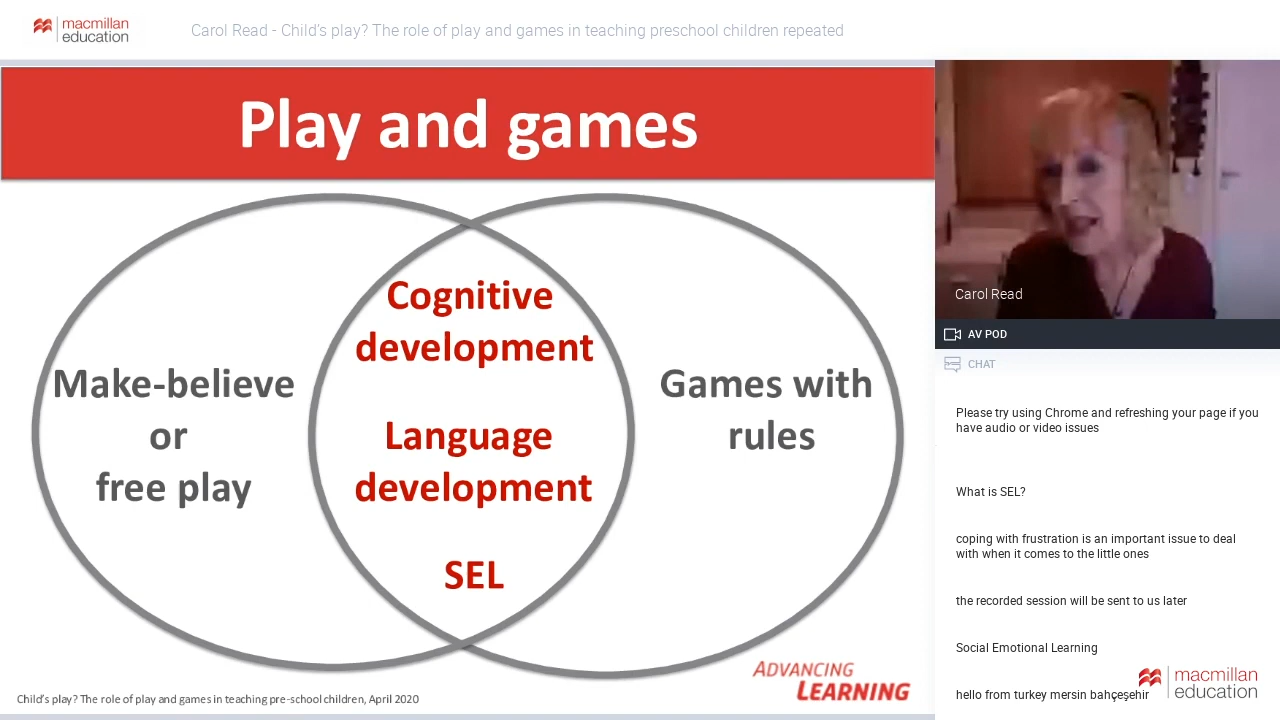 macmillan
education
Carol Read - Child's play? The role of play and games in teaching preschool children repeated
Play and games
Make-believe
or
free play
Cognitive
development
Language
development
SEL
Games with
rules
ADVANCING
LEARNING
Child's play? The role of play and games in teaching pre-school children, April 2020
Carol Read
AV POD
CHAT
Please try using Chrome and refreshing your page if you
have audio or video issues
What is SEL?
coping with frustration is an important issue to deal
with when it comes to the little ones
the recorded session will be sent to us later
Social Emotional Learning
hello from turkey mersin bahçeşehir
macmillan
education